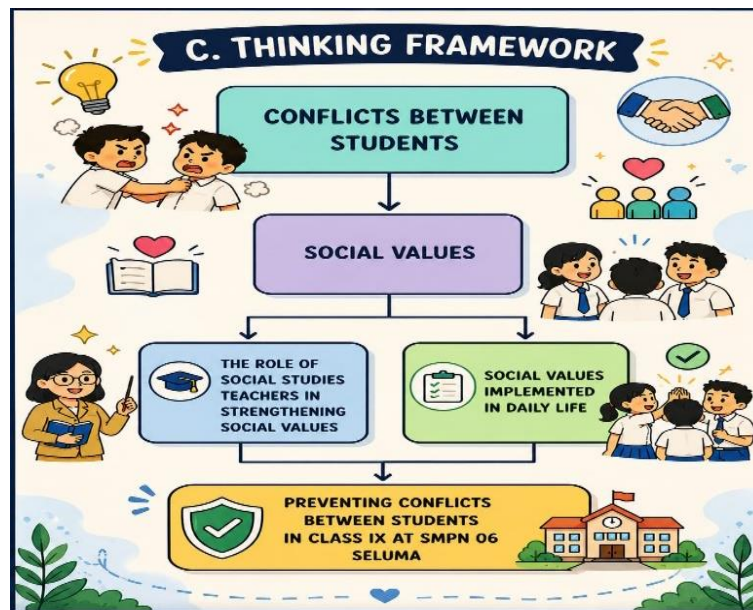 C. THINKING FRAMEWORK
CONFLICTS BETWEEN
STUDENTS
SOCIAL VALUES
THE ROLE OF
SOCIAL STUDIES
TEACHERS IN
STRENGTHENING
SOCIAL VALUES
SOCIAL VALUES
IMPLEMENTED
IN DAILY LIFE
PREVENTING CONFLICTS
BETWEEN STUDENTS
IN CLASS IX AT SMPN 06
SELUMA